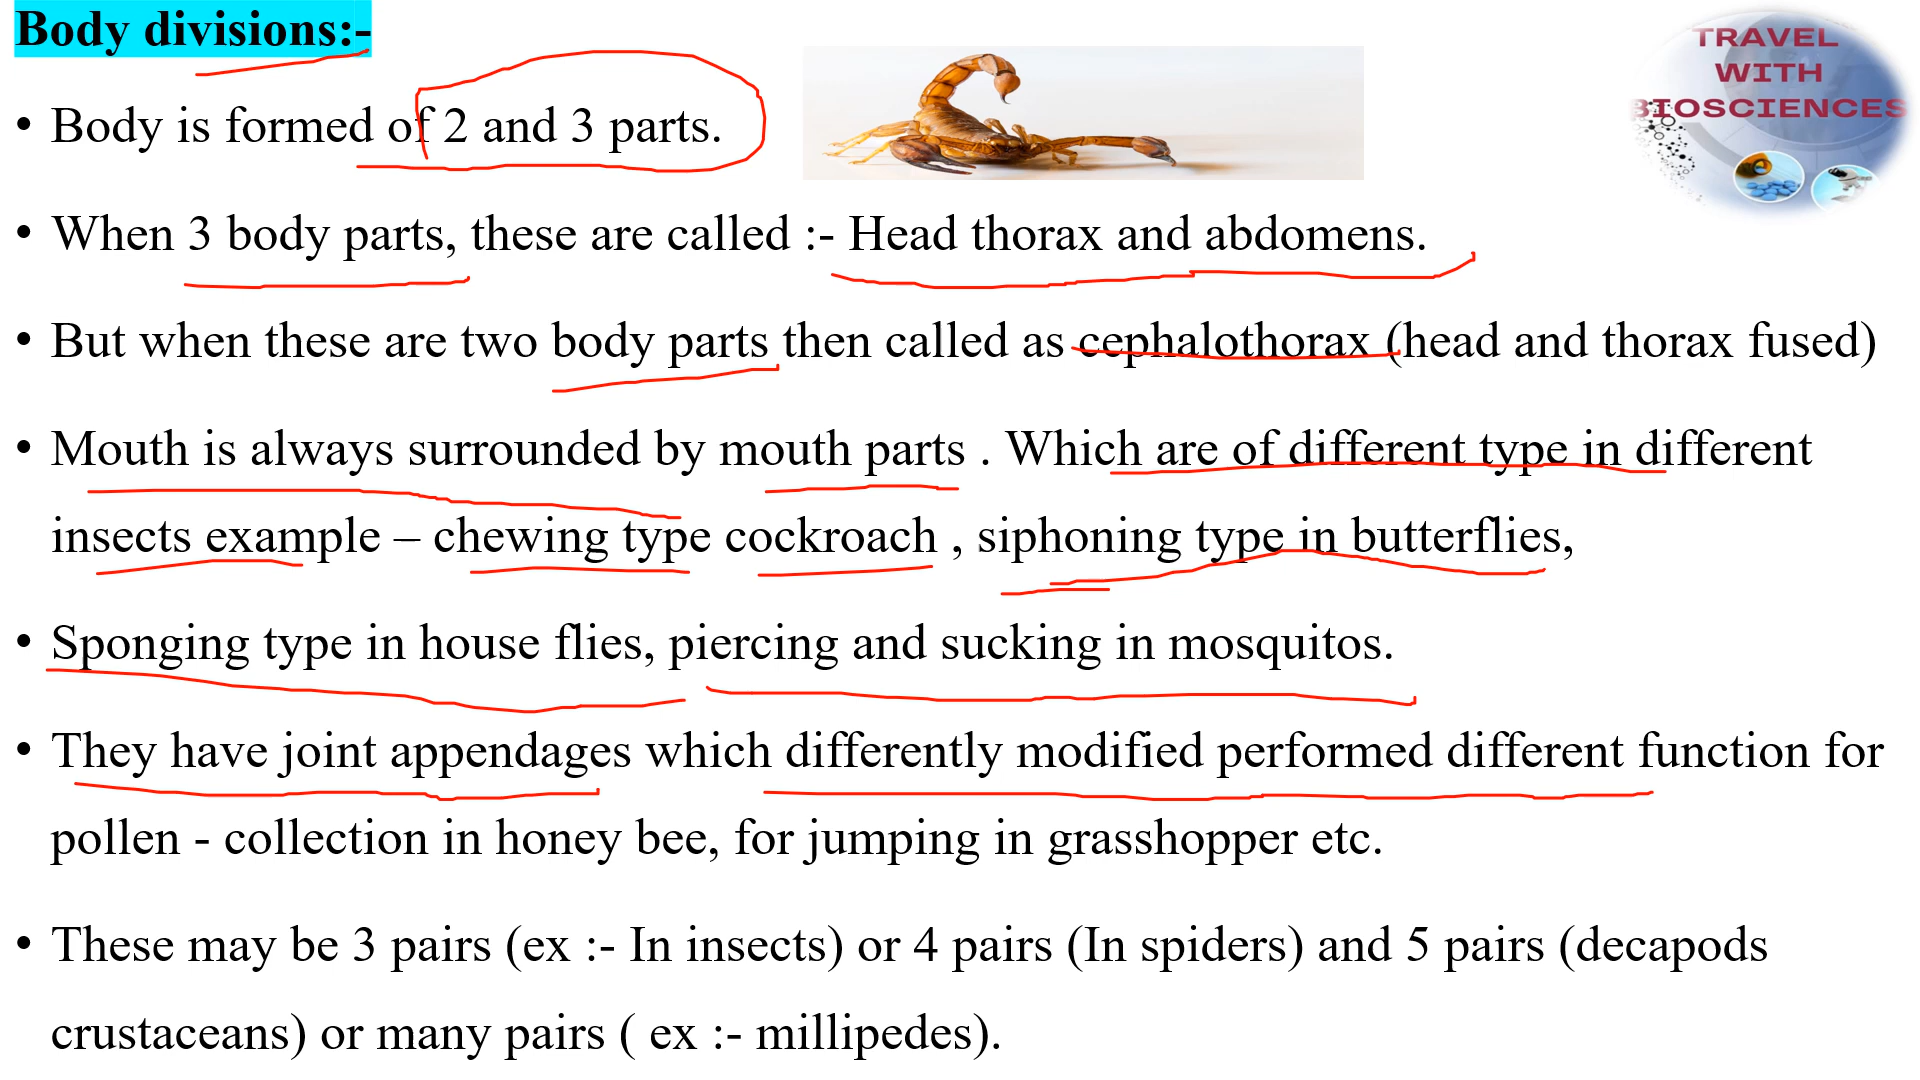 Body divisions:-
• Body is formed of 2 and 3 parts.
TRAVEL
WITH
BIOSCIENCES
• When 3 body parts, these are called :- Head thorax and abdomens.
• But when these are two body parts then called as cephalothorax (head and thorax fused)
• Mouth is always surrounded by mouth parts . Which are of different type in different
insects example – chewing type cockroach , siphoning type in butterflies,
• Sponging type in house flies, piercing and sucking in mosquitos.
• They have joint appendages which differently modified performed different function for
pollen - collection in honey bee, for jumping in grasshopper etc.
• These may be 3 pairs (ex :- In insects) or 4 pairs (In spiders) and 5 pairs (decapods
crustaceans) or many pairs ( ex :- millipedes).